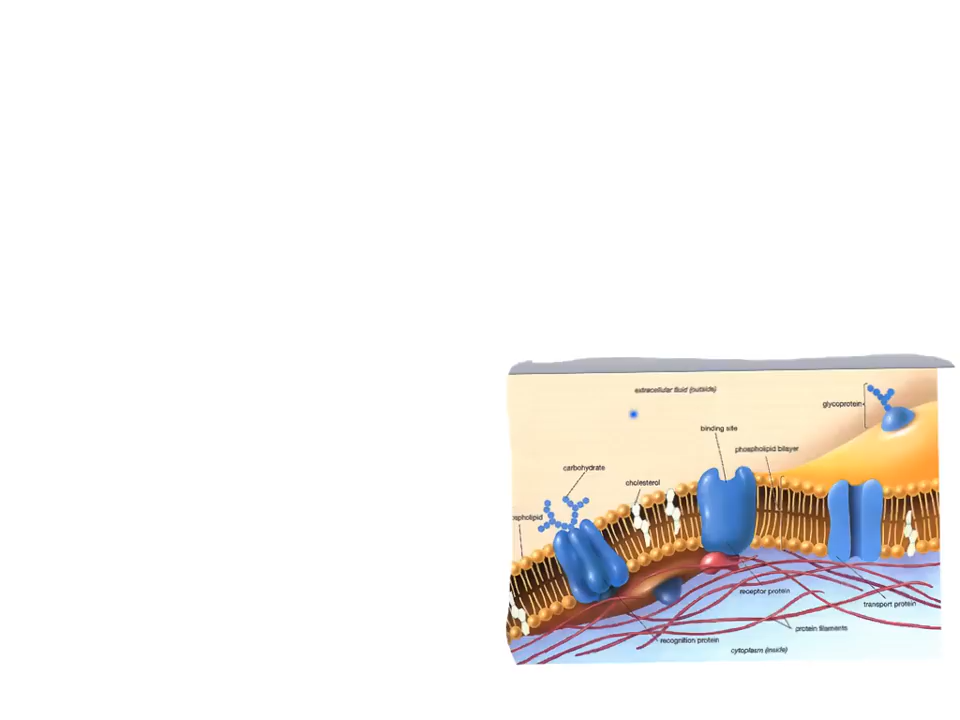 extracellular fluid (outside)
glycoprotein
binding site
phospholipid bilayer
carbohydrate
cholesterol
spholipid
receptor protein
transport protein
protein filaments
recognition protein
cytoplasm (inside)